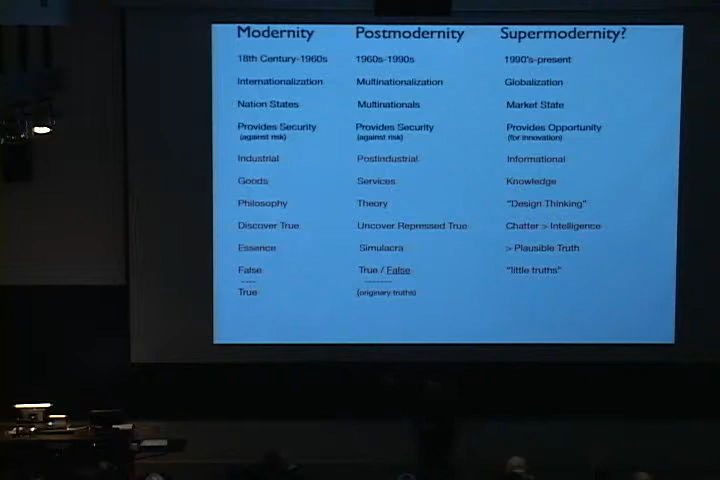 Modernity Postmodernity Supermodernity?
18th Century-1960s 1960s-1990s 1990's-present
Internationalization Multinationalization Globalization
Nation States Multinationals Market State
Provides Security Provides Security Provides Opportunity
(against risk) (against risk) (for innovation)
Industrial Postindustrial Informational
Goods Services Knowledge
Philosophy Theory "Design Thinking"
Discover True Uncover Repressed True Chatter > Intelligence
Essence Simulacra > Plausible Truth
False True / False "little truths"
---- --------
True (originary truths)